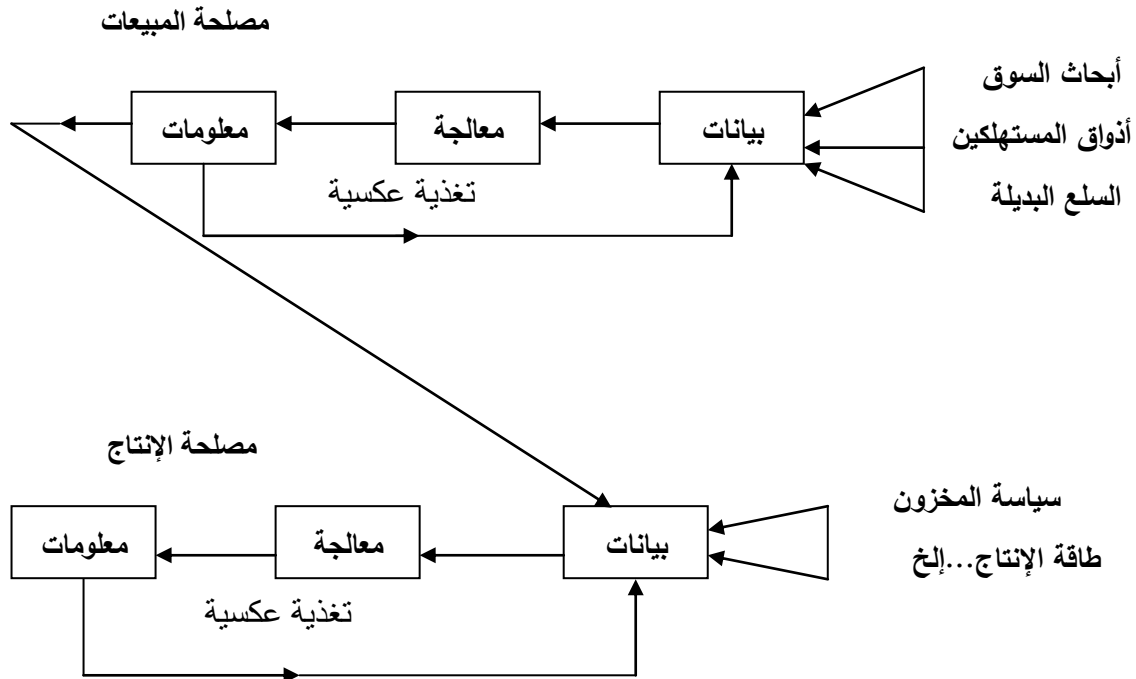 مصلحة المبيعات
أبحاث السوق
أذواق المستهلكين
السلع البديلة
بيانات
معالجة
معلومات
تغذية عكسية
مصلحة الإنتاج
سياسة المخزون
طاقة الإنتاج...إلخ
بيانات
معالجة
معلومات
تغذية عكسية